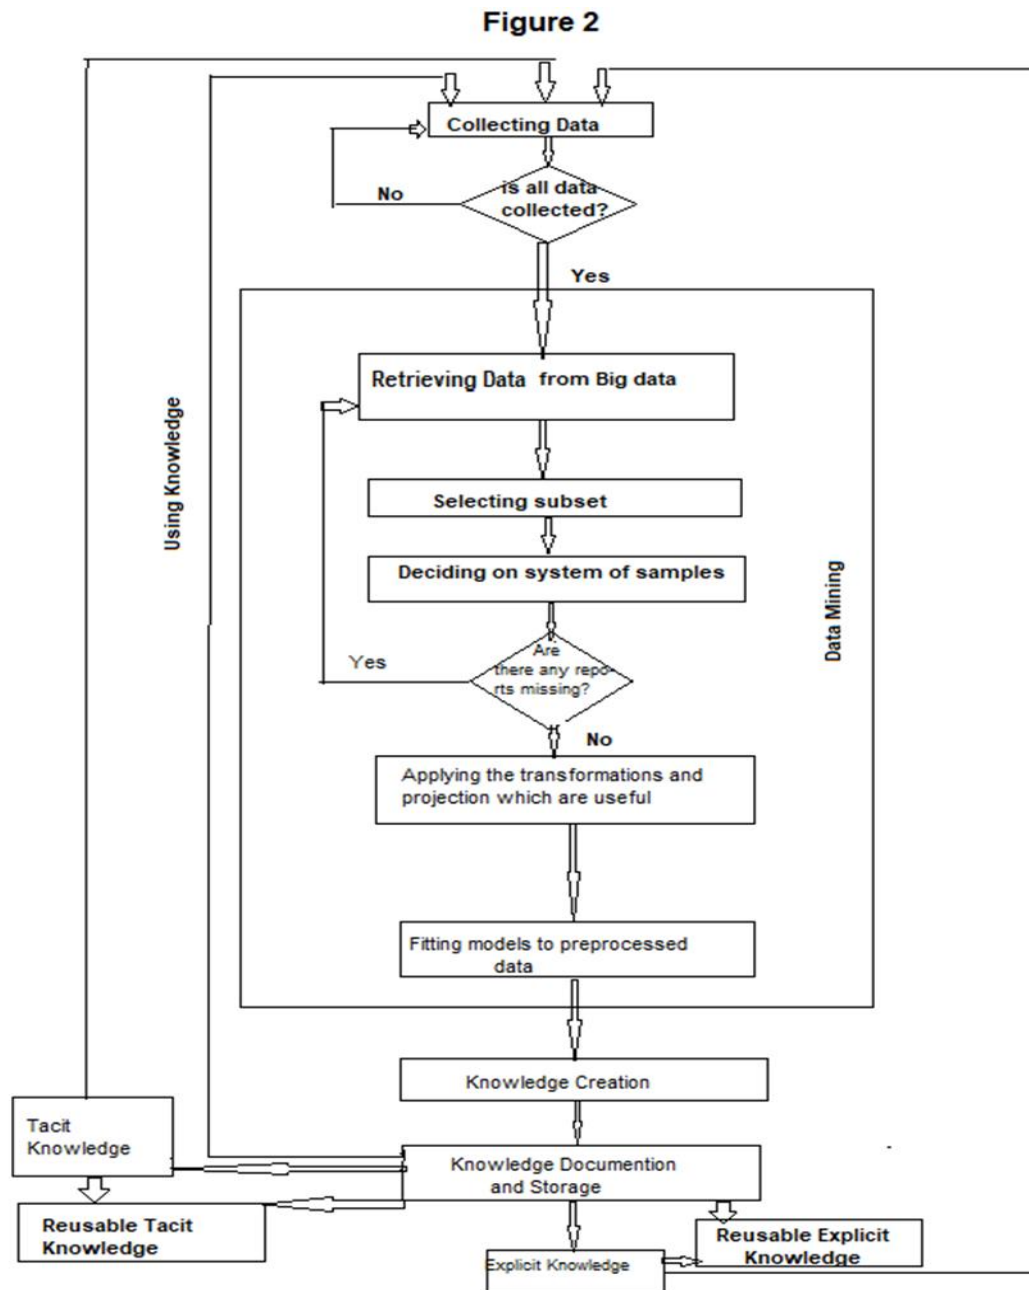 Figure 2
Collecting Data
is all data
collected?
No
Yes
Retrieving Data from Big data
Using Knowledge
Selecting subset
Deciding on system of samples
Data Mining
Are
there any repo-
rts missing?
Yes
No
Applying the transformations and
projection which are useful
Fitting models to preprocessed
data
Knowledge Creation
Tacit
Knowledge
Knowledge Documention
and Storage
Reusable Tacit
Knowledge
Reusable Explicit
Knowledge
Explicit Knowledge